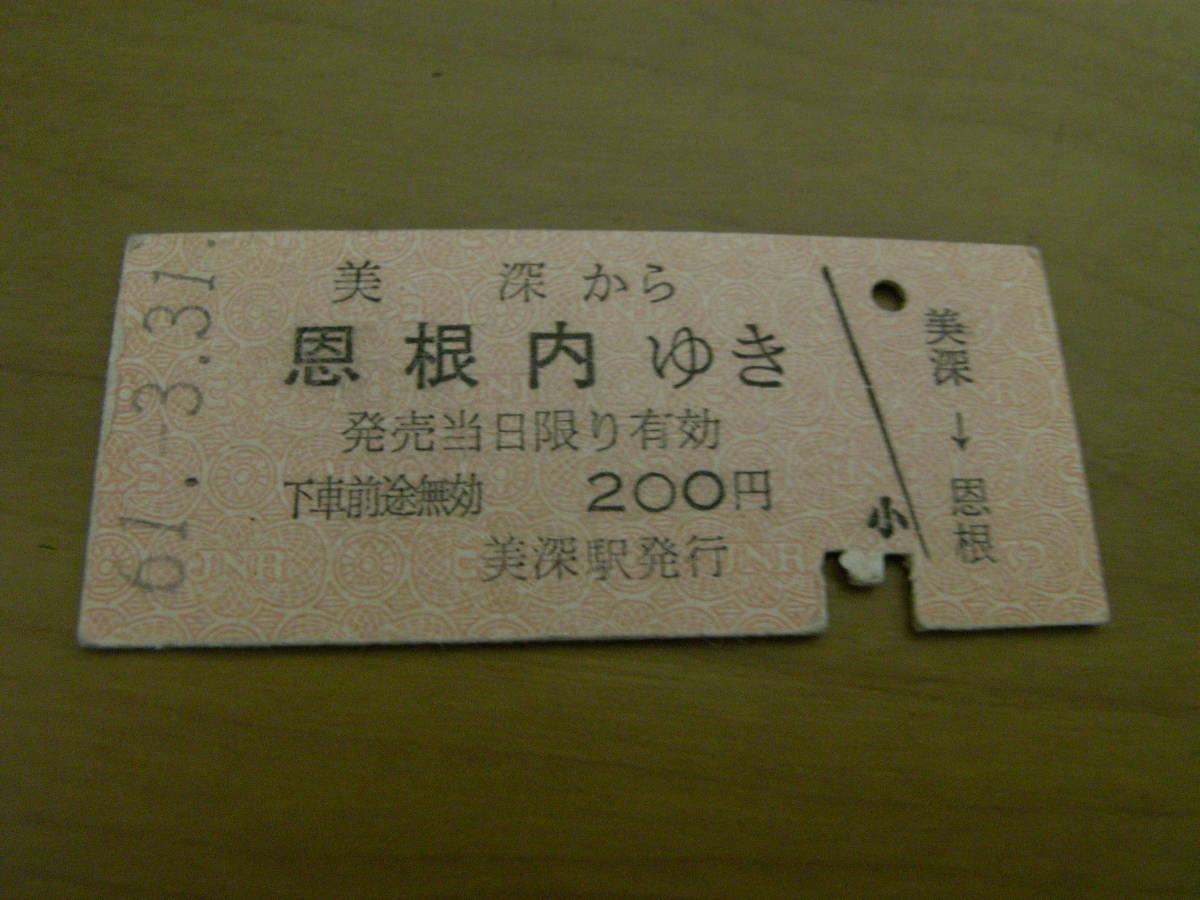 61.-3.31.
美深から
恩根内ゆき
発売当日限り有効
下車前途無効 200円
美深駅発行
小
美深→恩根
JNR